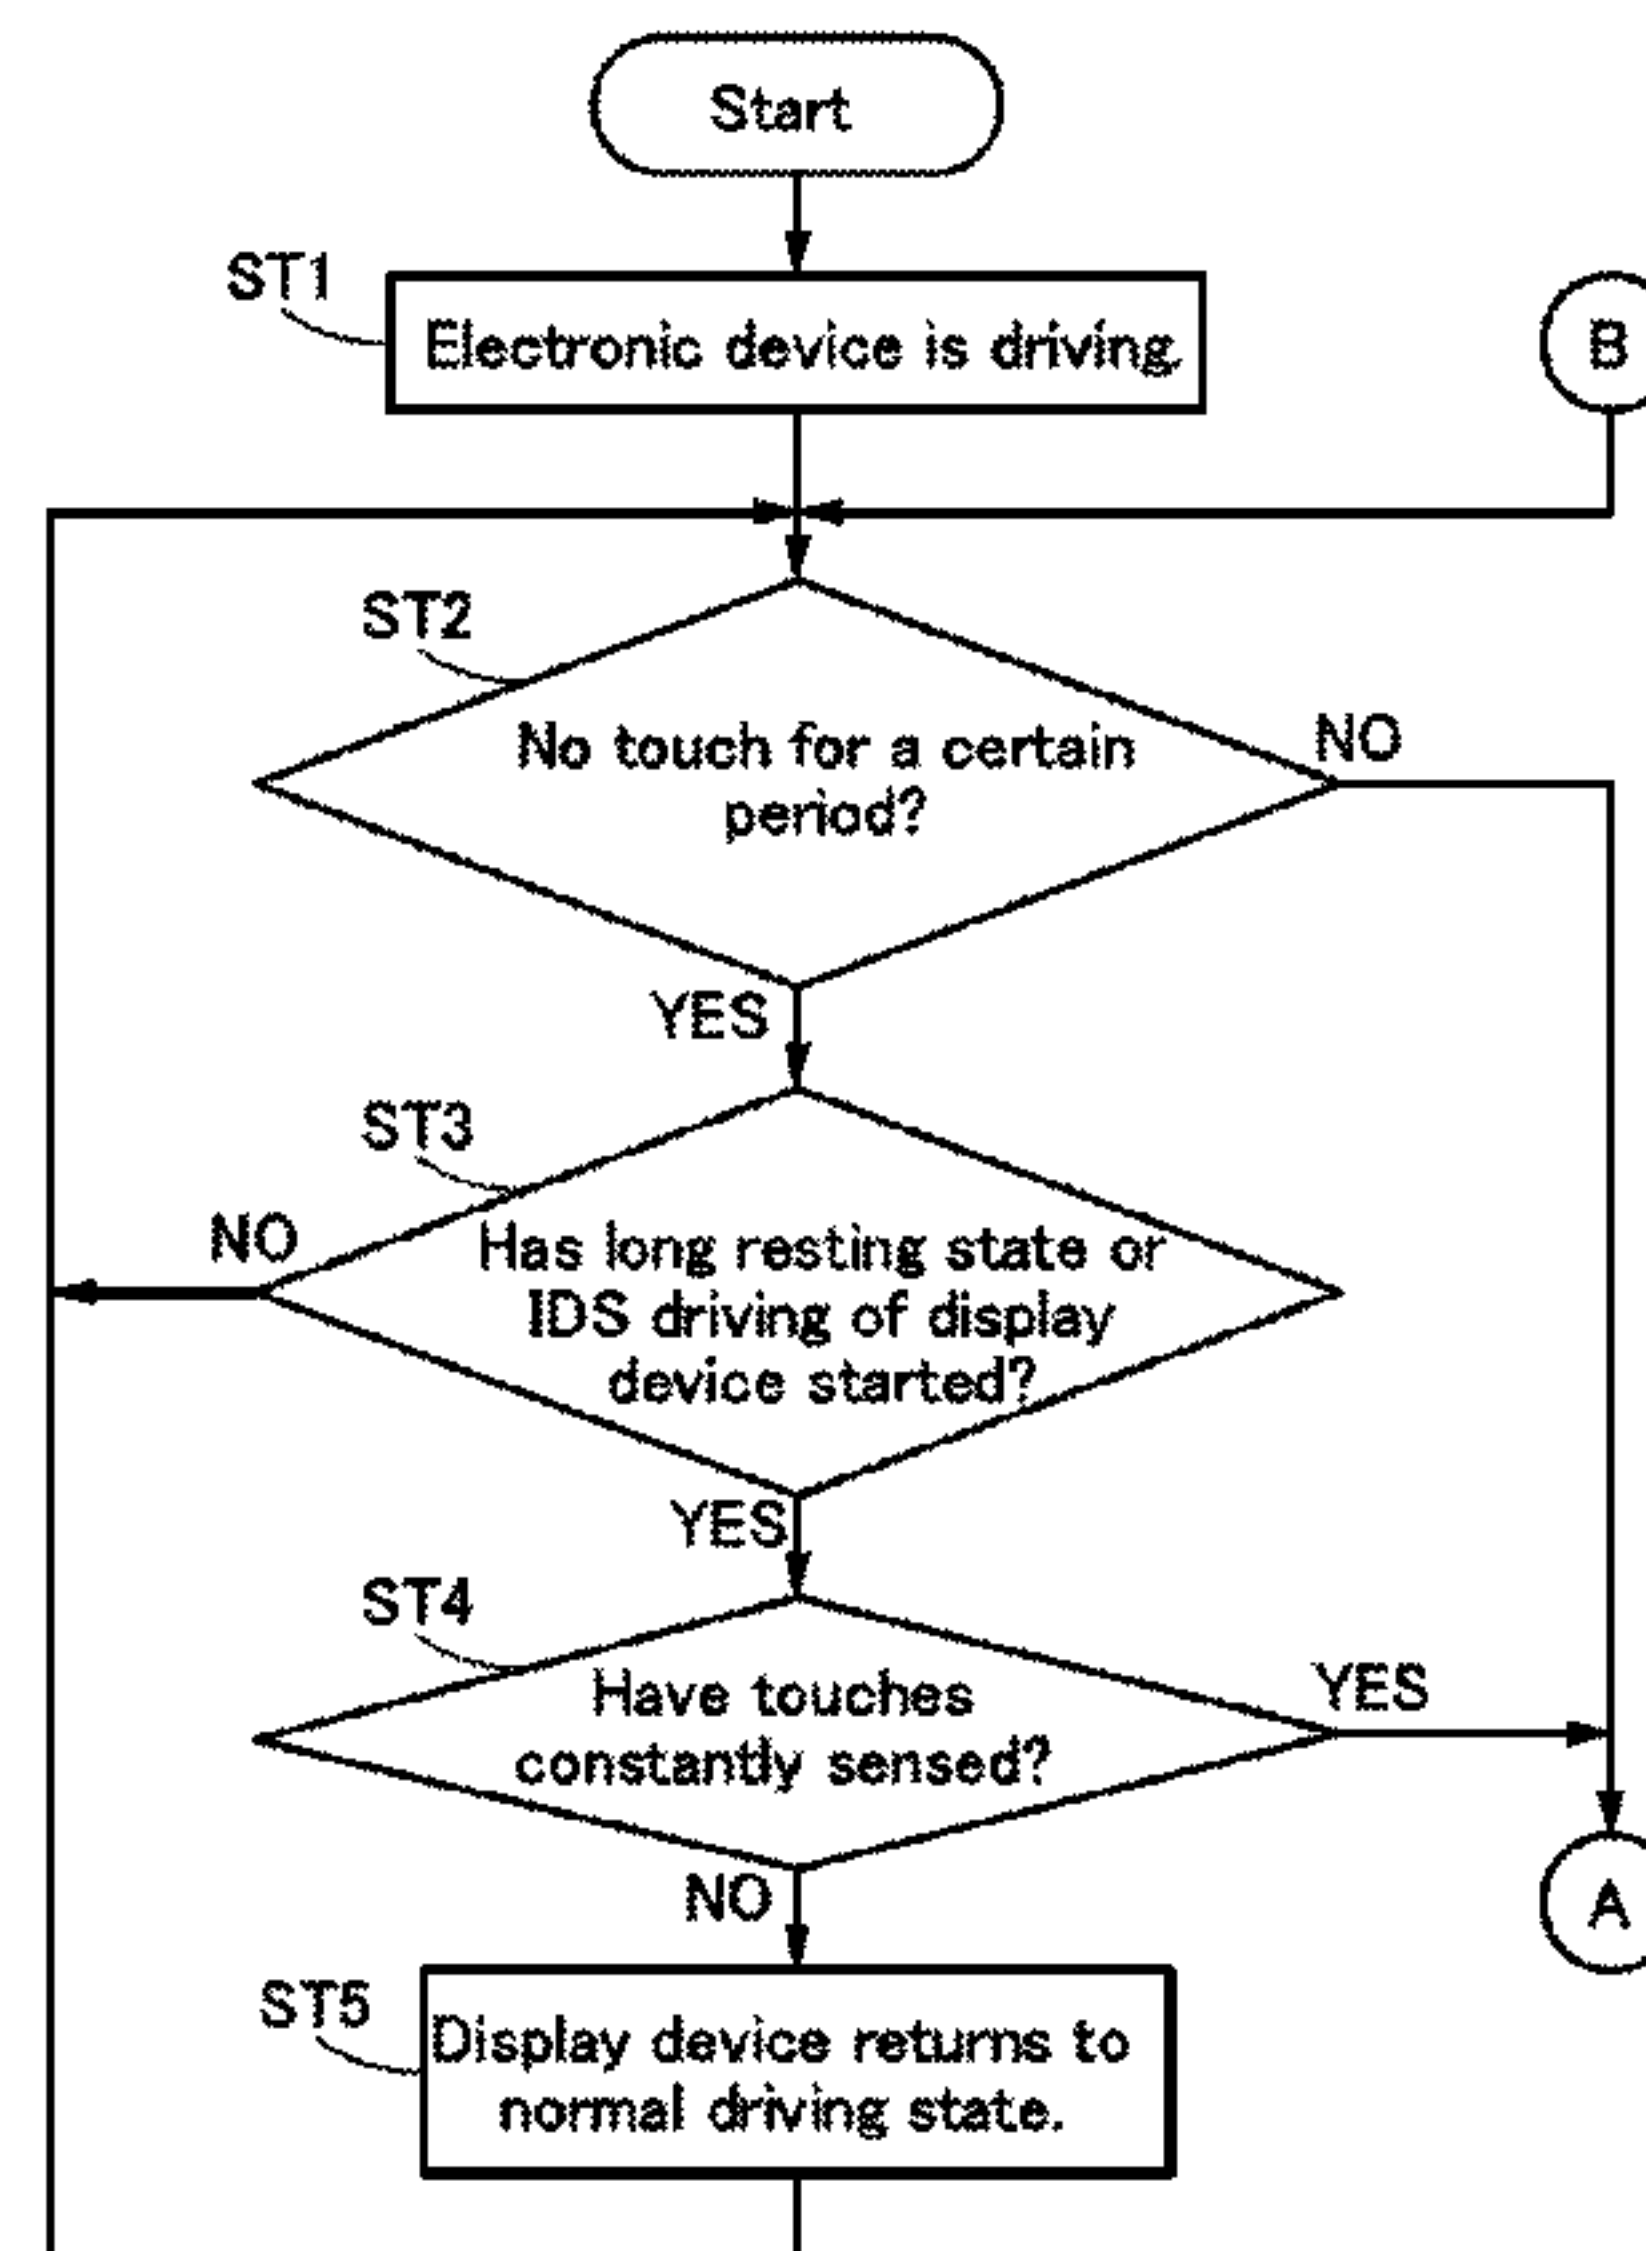 Start
ST1
Electronic device is driving.
B
ST2
No touch for a certain
period?
NO
YES
ST3
NO
Has long resting state or
IDS driving of display
device started?
YES
ST4
Have touches
constantly sensed?
YES
NO
A
ST5
Display device returns to
normal driving state.